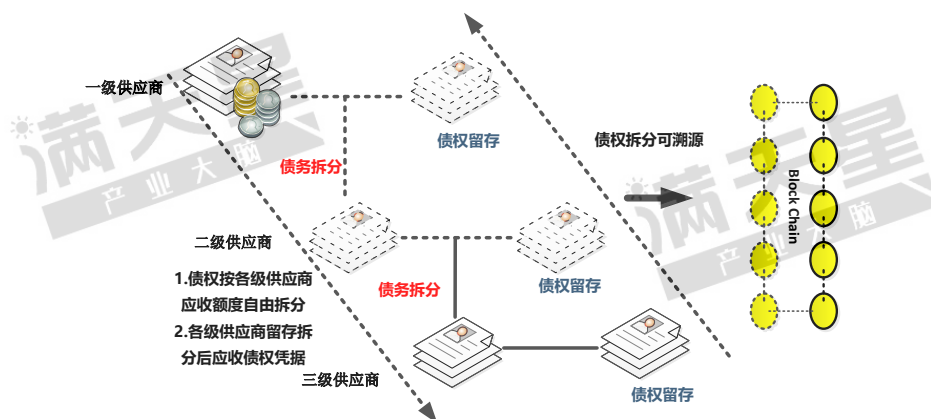 一级供应商
债权留存
债务拆分
债权拆分可溯源
Block Chain
二级供应商
债权留存
债务拆分
1.债权按各级供应商
应收额度自由拆分
2.各级供应商留存拆
分后应收债权凭据
三级供应商
债权留存
满天星
产业大脑
满天星
产业大脑